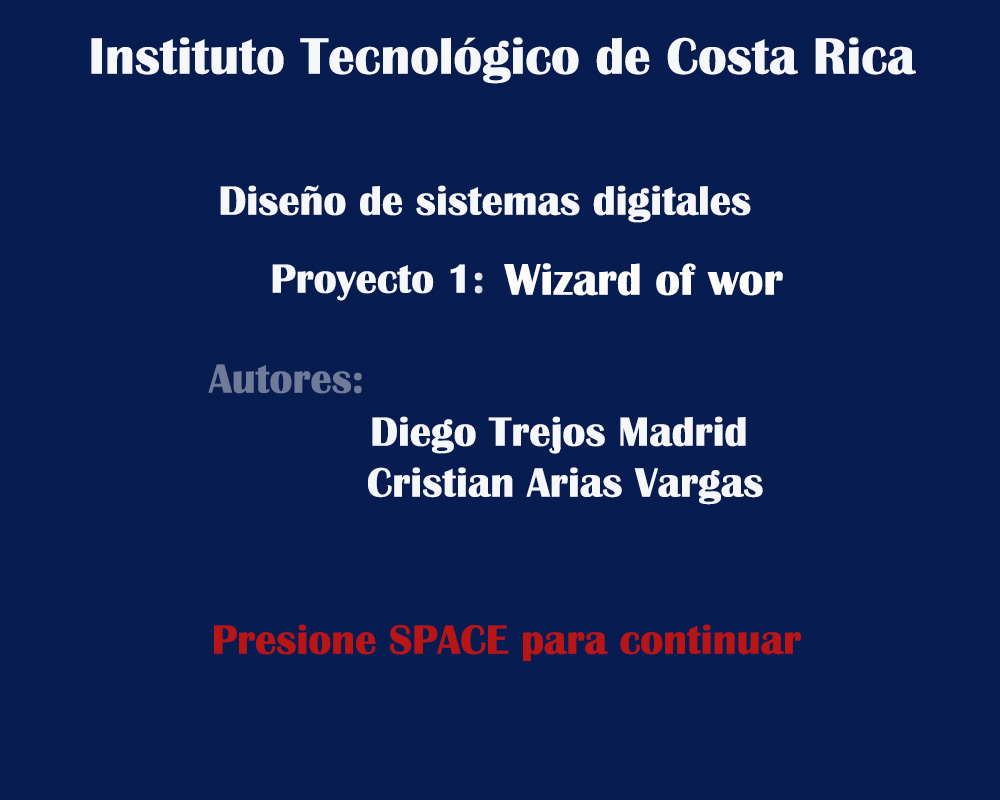 Instituto Tecnológico de Costa Rica
Diseño de sistemas digitales
Proyecto 1: Wizard of wor
Autores:
Diego Trejos Madrid
Cristian Arias Vargas
Presione SPACE para continuar